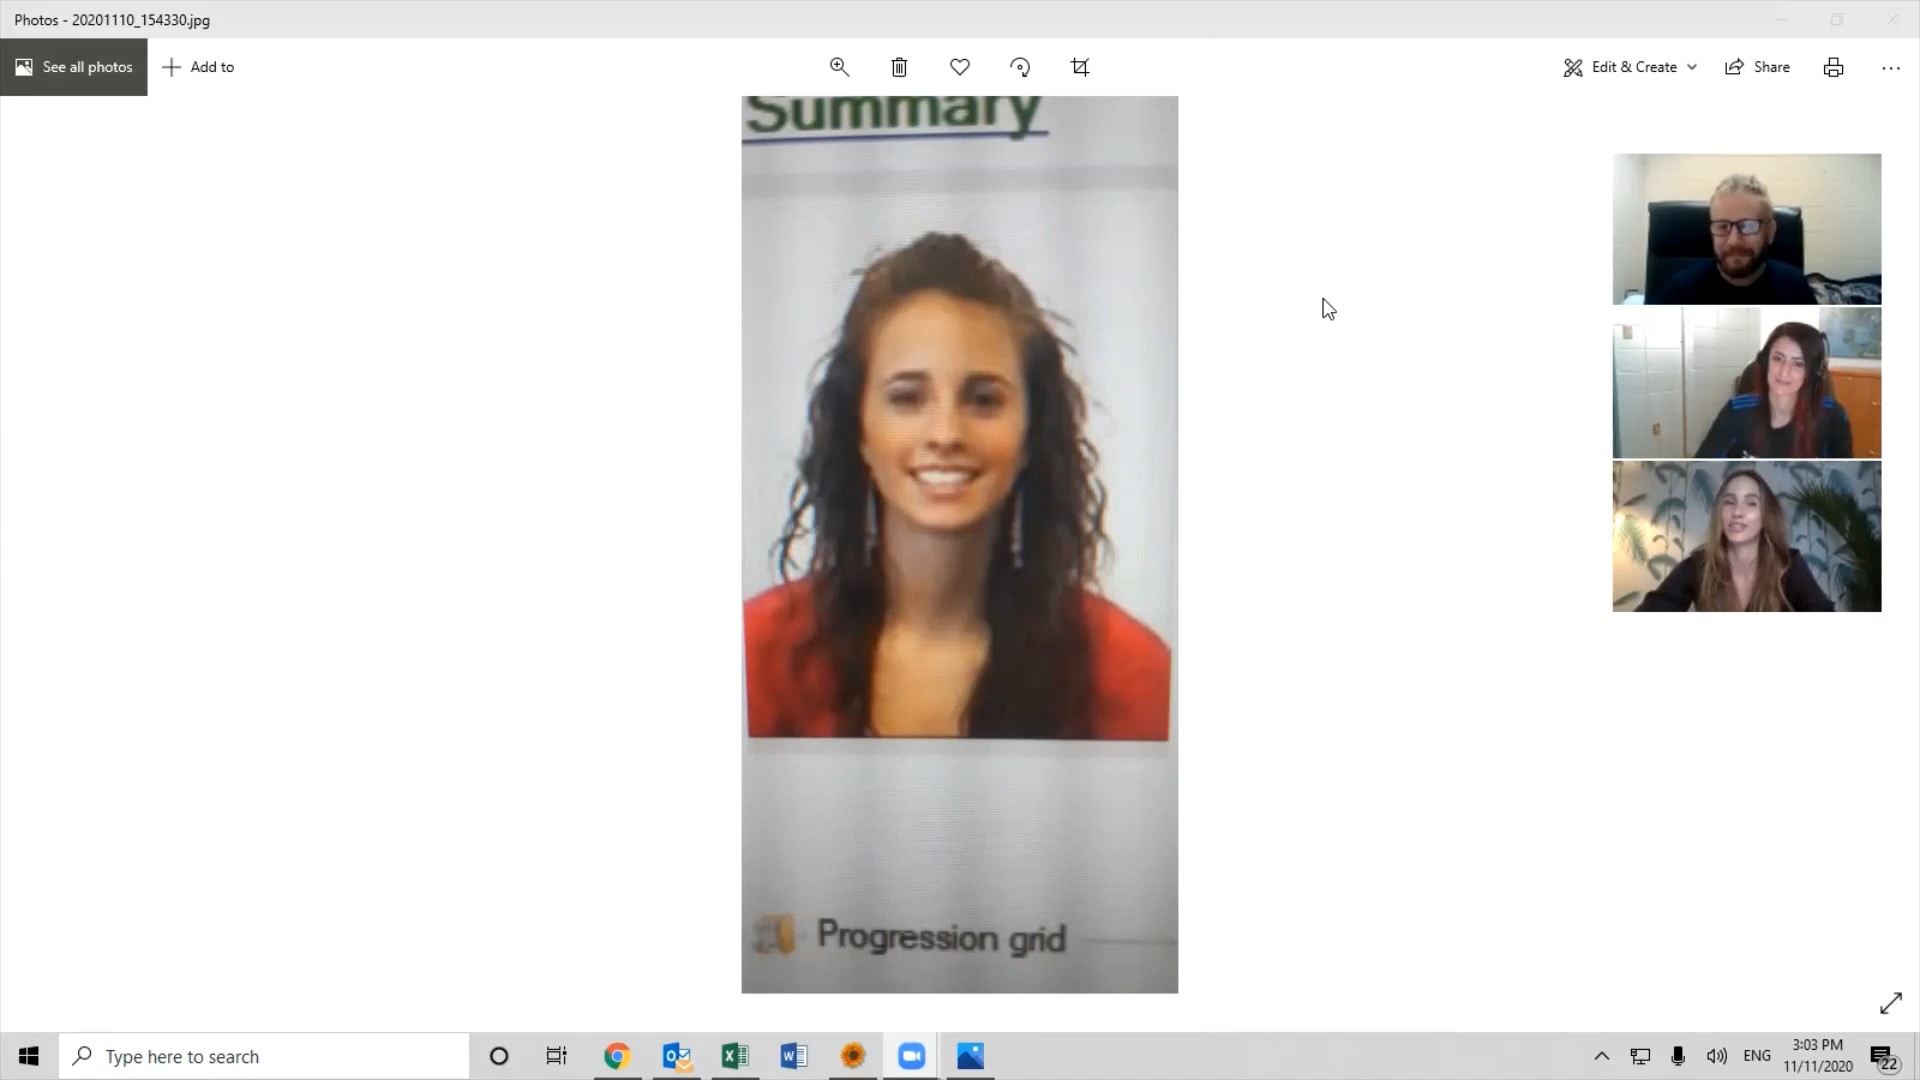 Photos - 20201110_154330.jpg
See all photos
Add to
Edit & Create
Share
Summary
Progression grid
Type here to search
ENG
3:03 PM
11/11/2020
22